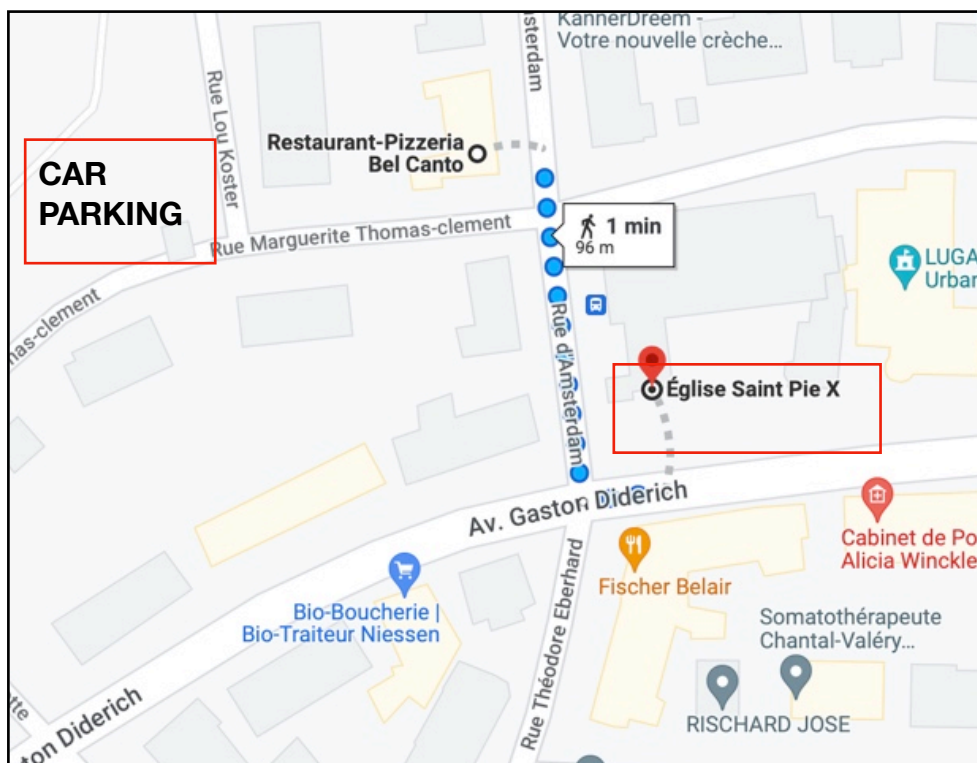 KannerDreem -
Votre nouvelle crèche...
sterdam
Rue Lou Koster
Restaurant-Pizzeria
Bel Canto
CAR
PARKING
Rue Marguerite Thomas-clement
1 min
96 m
LUGA
Urban
nas-clement
Rue d'Amsterdam
Église Saint Pie X
Av. Gaston Diderich
Cabinet de Po
Alicia Winckle
Fischer Belair
Bio-Boucherie |
Bio-Traiteur Niessen
Rue Théodore Eberhard
Somatothérapeute
Chantal-Valéry...
RISCHARD JOSE
ton Diderich